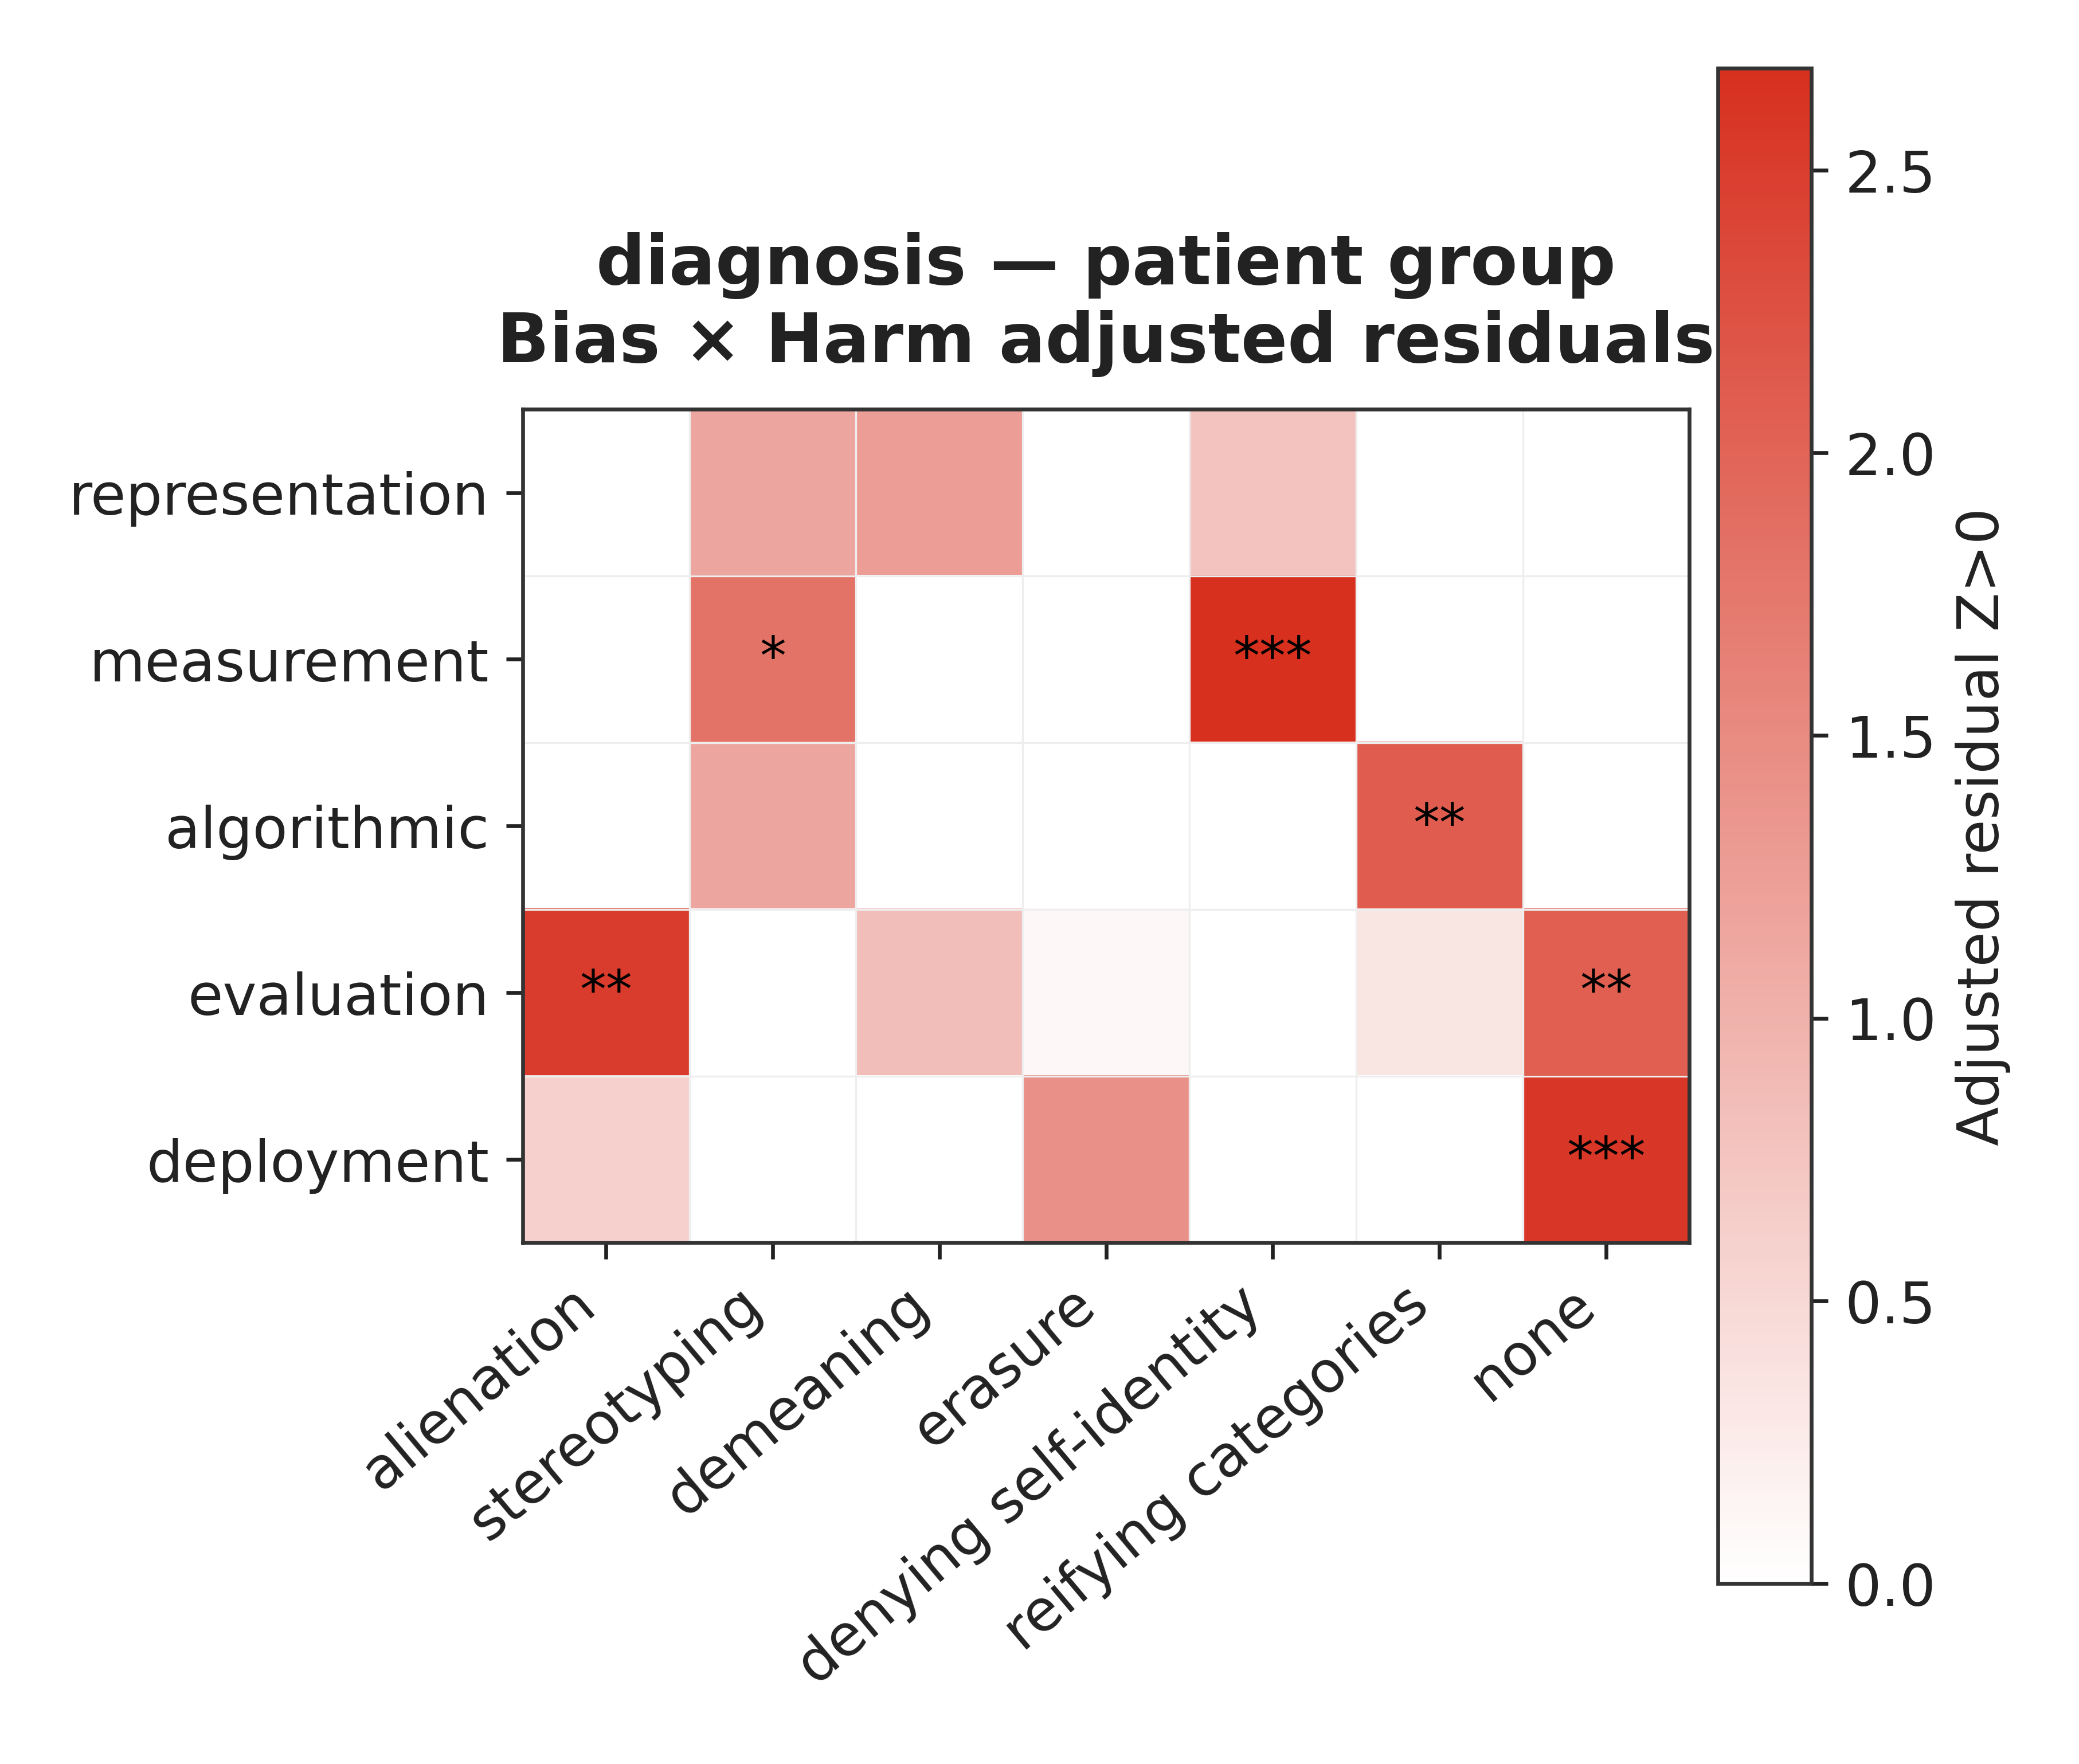 diagnosis — patient group
Bias × Harm adjusted residuals
representation
measurement
algorithmic
evaluation
deployment
*
***
**
**
**
***
alienation
stereotyping
demeaning
erasure
denying self-identity
reifying categories
none
2.5
2.0
1.5
1.0
0.5
0.0
Adjusted residual Z>0